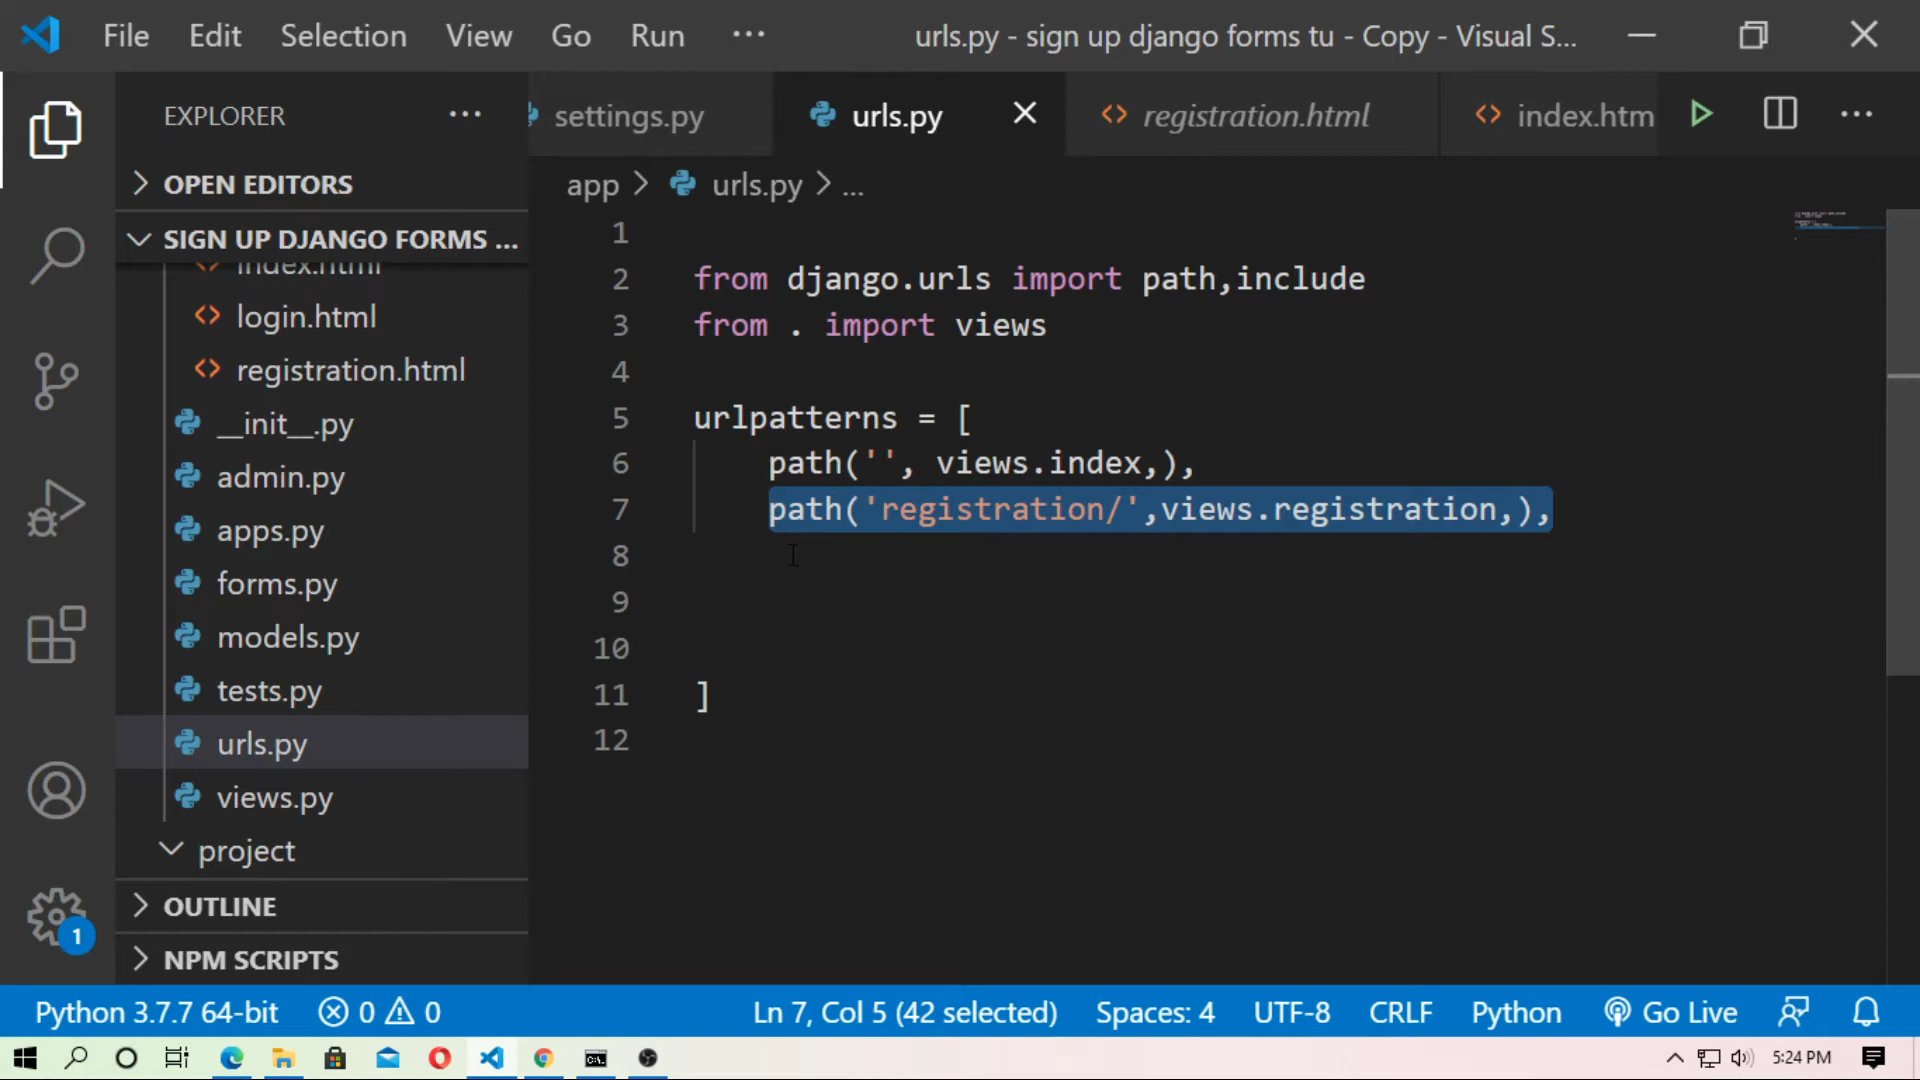 File Edit Selection View Go Run ··· urls.py - sign up django forms tu - Copy - Visual S...
EXPLORER ···
settings.py urls.py registration.html index.htm
OPEN EDITORS
app > urls.py > ...
SIGN UP DJANGO FORMS ...
index.html
login.html
registration.html
__init__.py
admin.py
apps.py
forms.py
models.py
tests.py
urls.py
views.py
project
OUTLINE
NPM SCRIPTS
1
1
2 from django.urls import path,include
3 from . import views
4
5 urlpatterns = [
6 path('', views.index,),
7 path('registration/',views.registration,),
8
9
10
11 ]
12
Python 3.7.7 64-bit 0 0 Ln 7, Col 5 (42 selected) Spaces: 4 UTF-8 CRLF Python Go Live
5:24 PM